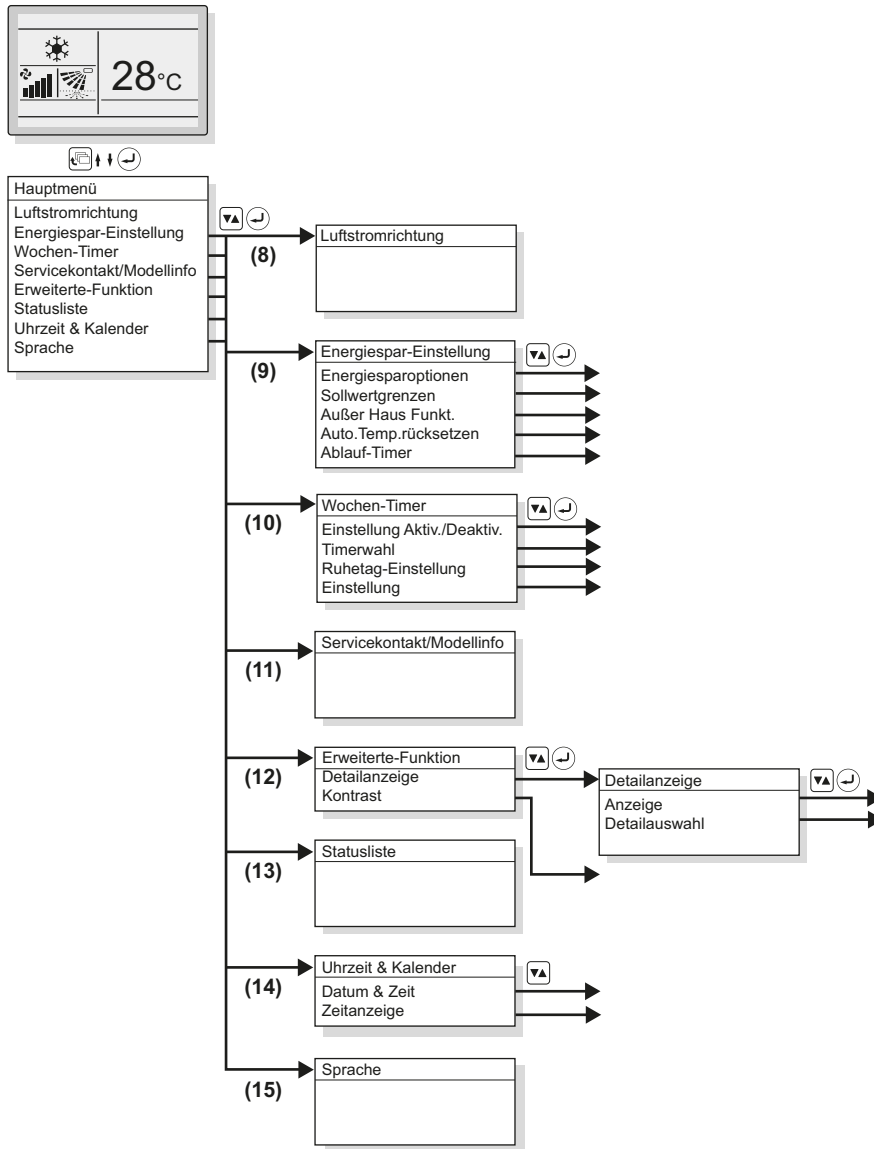 28°C
Hauptmenü
Luftstromrichtung
Energiespar-Einstellung
Wochen-Timer
Servicekontakt/Modellinfo
Erweiterte-Funktion
Statusliste
Uhrzeit & Kalender
Sprache
(8)
Luftstromrichtung
(9)
Energiespar-Einstellung
Energiesparoptionen
Sollwertgrenzen
Außer Haus Funkt.
Auto.Temp.rücksetzen
Ablauf-Timer
(10)
Wochen-Timer
Einstellung Aktiv./Deaktiv.
Timerwahl
Ruhetag-Einstellung
Einstellung
(11)
Servicekontakt/Modellinfo
(12)
Erweiterte-Funktion
Detailanzeige
Kontrast
Detailanzeige
Anzeige
Detailauswahl
(13)
Statusliste
(14)
Uhrzeit & Kalender
Datum & Zeit
Zeitanzeige
(15)
Sprache